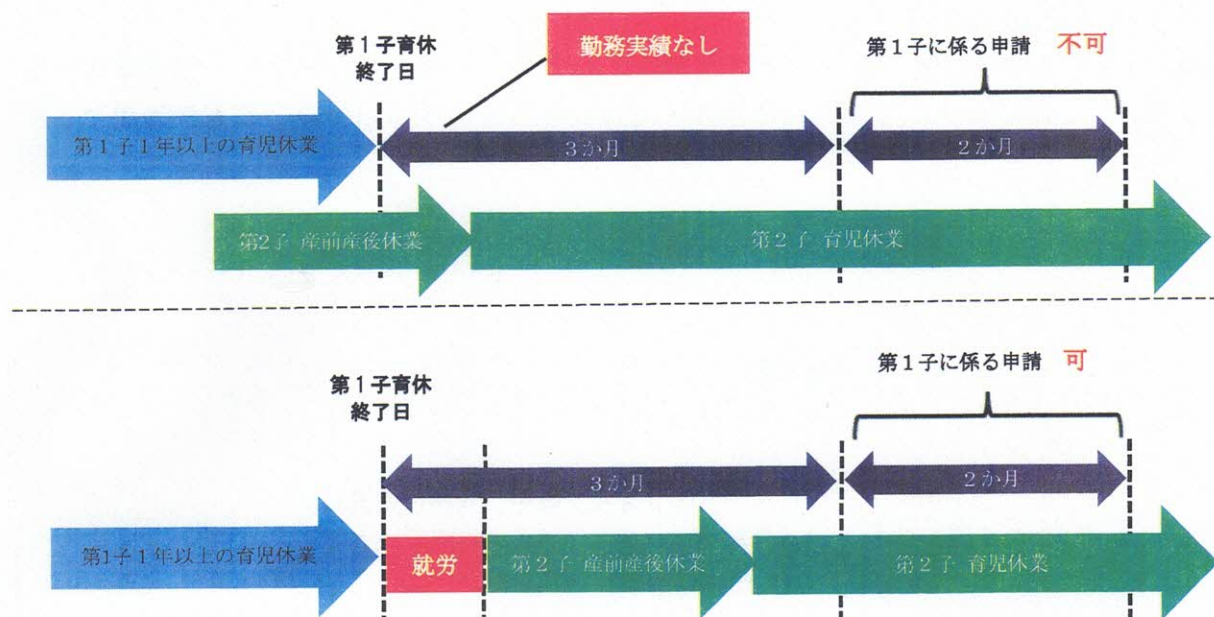 第１子育休
終了日
勤務実績なし
第１子に係る申請　不可
第１子１年以上の育児休業
３か月
２か月
第2子 産前産後休業
第２子 育児休業
第１子育休
終了日
第１子に係る申請　可
３か月
２か月
第1子１年以上の育児休業
就労
第２子 産前産後休業
第２子 育児休業